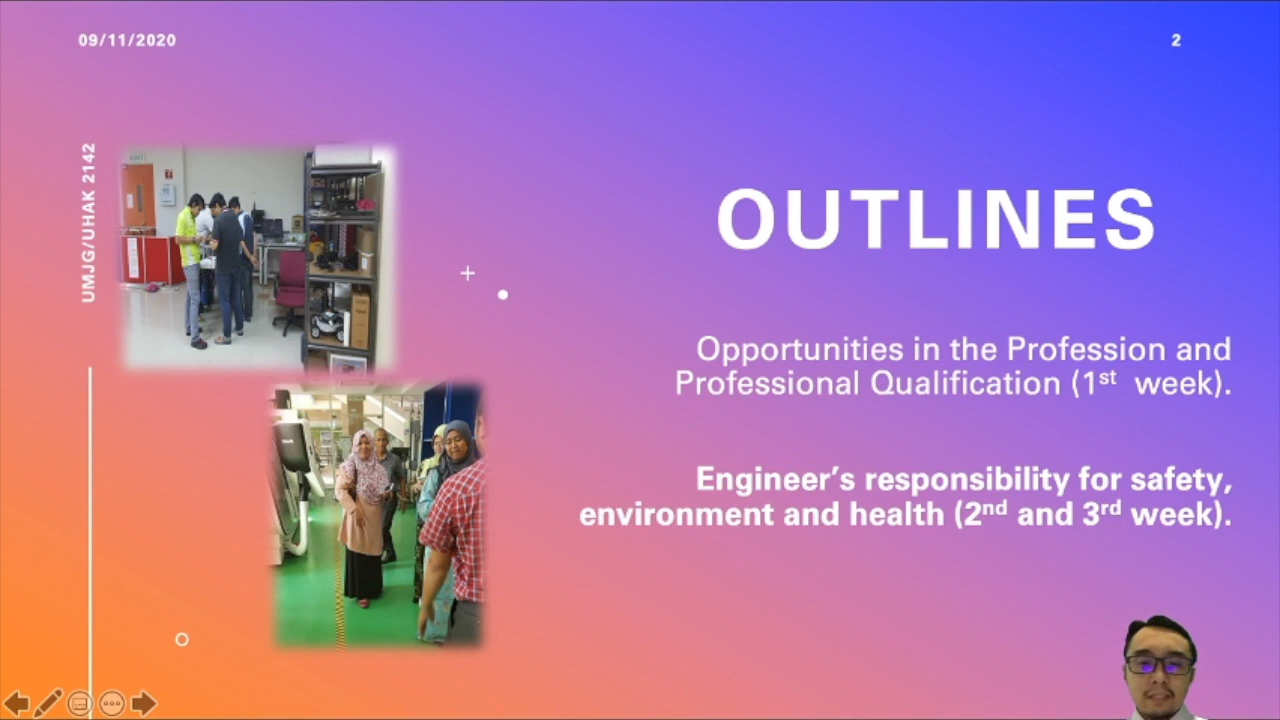 09/11/2020
2
UMJG/UHAK 2142
OUTLINES
Opportunities in the Profession and
Professional Qualification (1st week).
Engineer’s responsibility for safety,
environment and health (2nd and 3rd week).